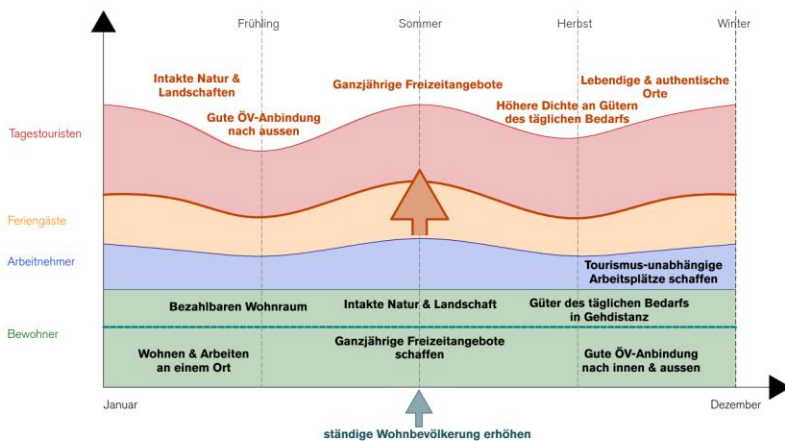 Frühling
Sommer
Herbst
Winter
Intakte Natur &
Landschaften
Gute ÖV-Anbindung
nach aussen
Ganzjährige Freizeitangebote
Höhere Dichte an Gütern
des täglichen Bedarfs
Lebendige & authentische
Orte
Tagestouristen
Feriengäste
Arbeitnehmer
Tourismus-unabhängige
Arbeitsplätze schaffen
Bewohner
Bezahlbaren Wohnraum
Intakte Natur & Landschaft
Güter des täglichen Bedarfs
in Gehdistanz
Wohnen & Arbeiten
an einem Ort
Ganzjährige Freizeitangebote
schaffen
Gute ÖV-Anbindung
nach innen & aussen
Januar
Dezember
ständige Wohnbevölkerung erhöhen